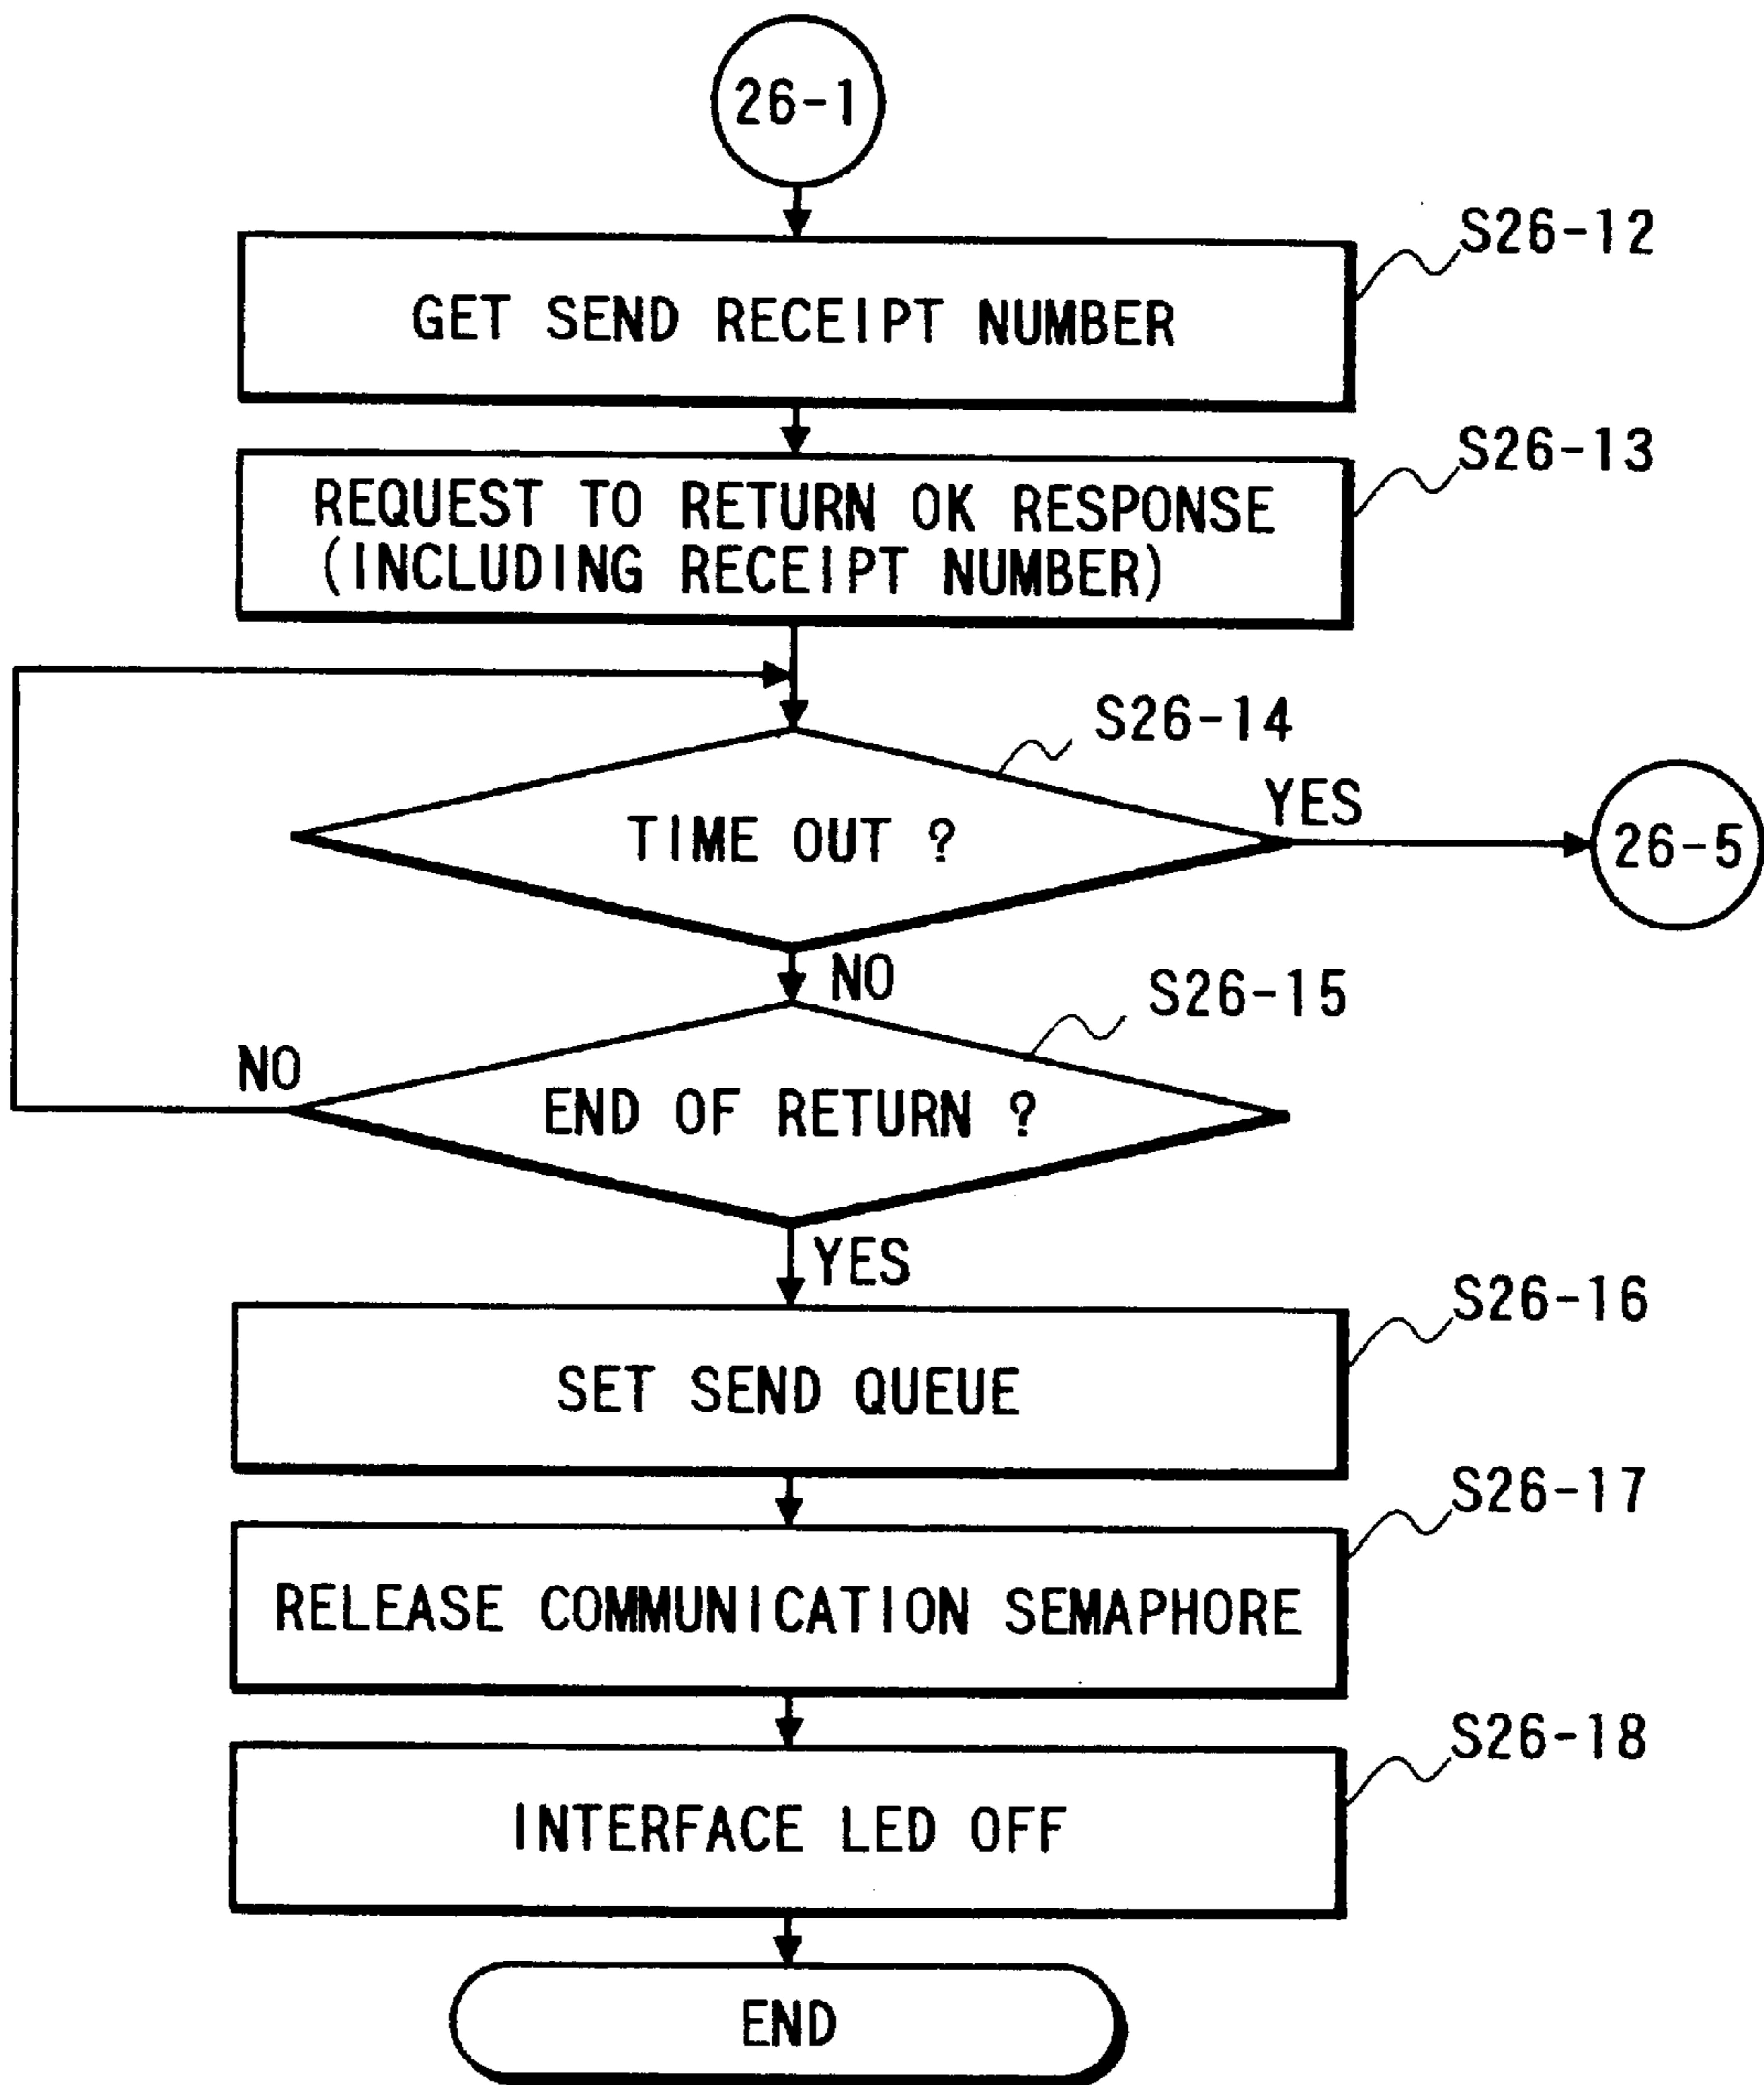 26-1
S26-12
GET SEND RECEIPT NUMBER
S26-13
REQUEST TO RETURN OK RESPONSE
(INCLUDING RECEIPT NUMBER)
S26-14
TIME OUT ?
YES
26-5
NO
S26-15
NO
END OF RETURN ?
YES
S26-16
SET SEND QUEUE
S26-17
RELEASE COMMUNICATION SEMAPHORE
S26-18
INTERFACE LED OFF
END